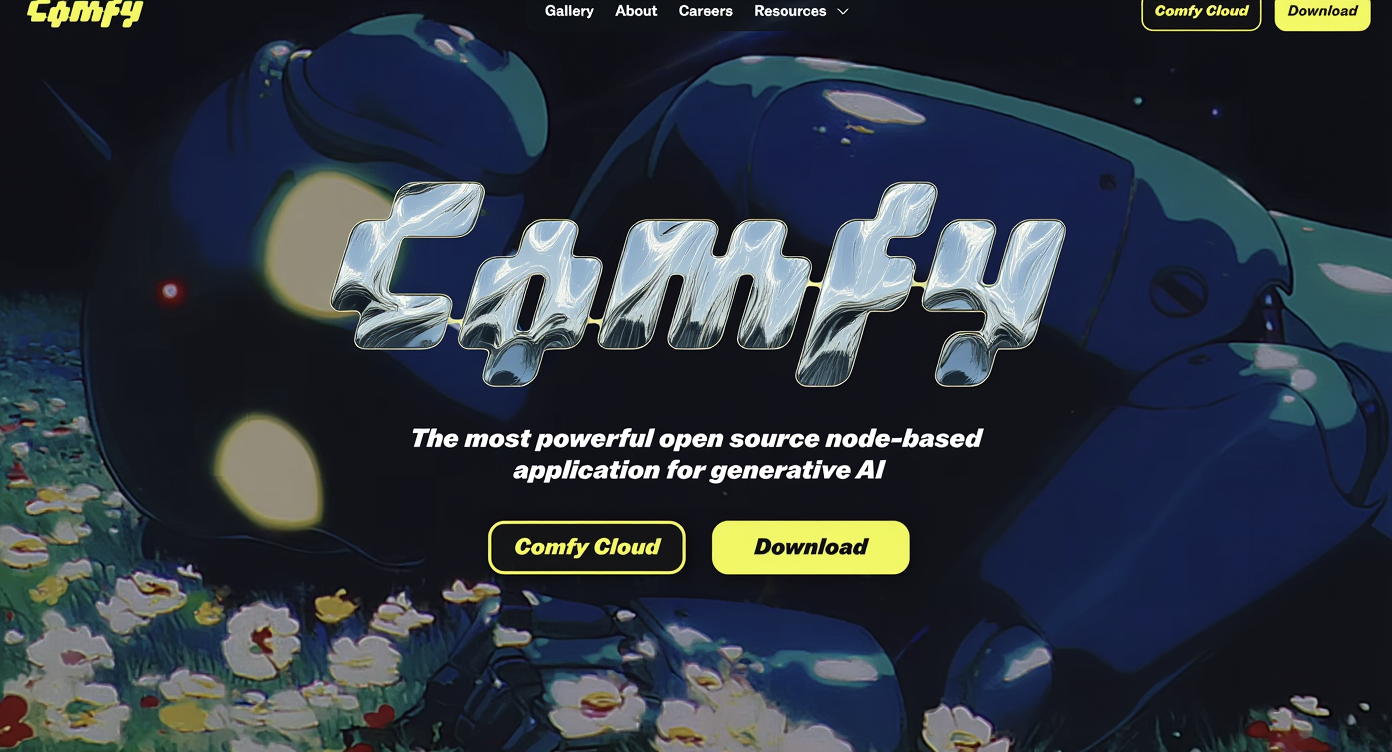 Comfy
Gallery
About
Careers
Resources
Comfy Cloud
Download
Comfy
The most powerful open source node-based
application for generative AI
Comfy Cloud
Download